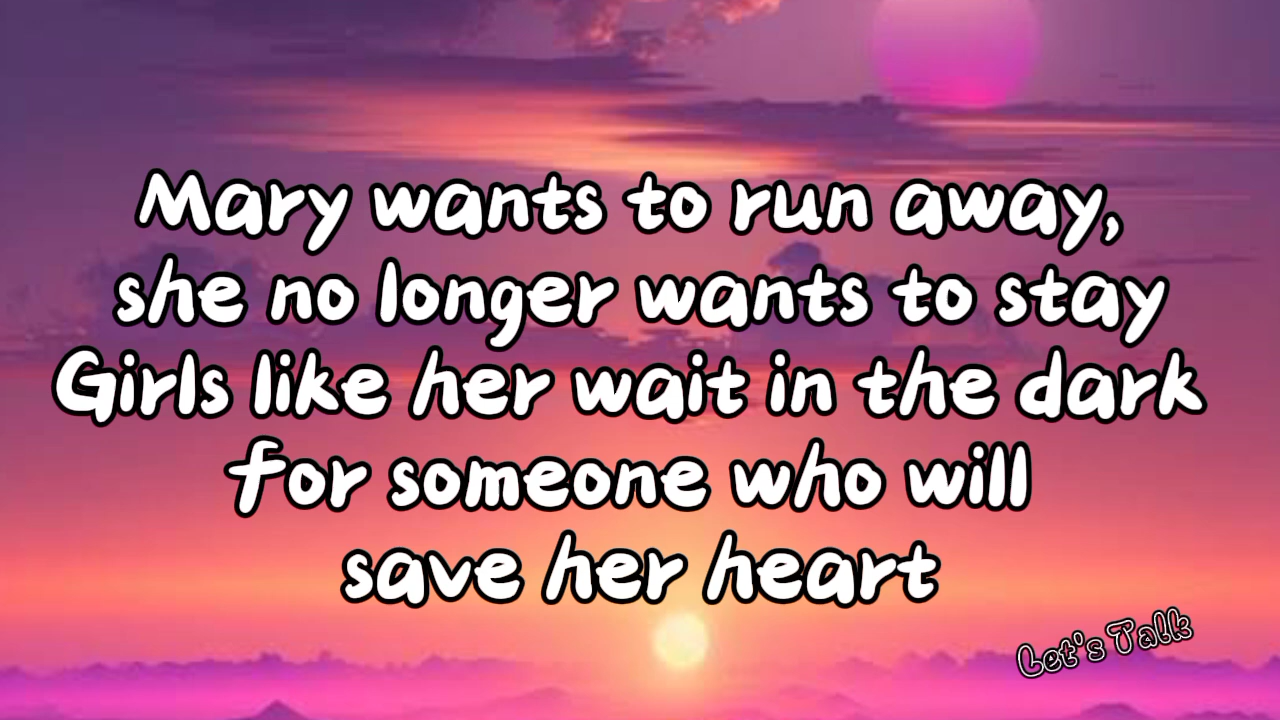 Mary wants to run away,
she no longer wants to stay
Girls like her wait in the dark
for someone who will
save her heart
Let's Talk